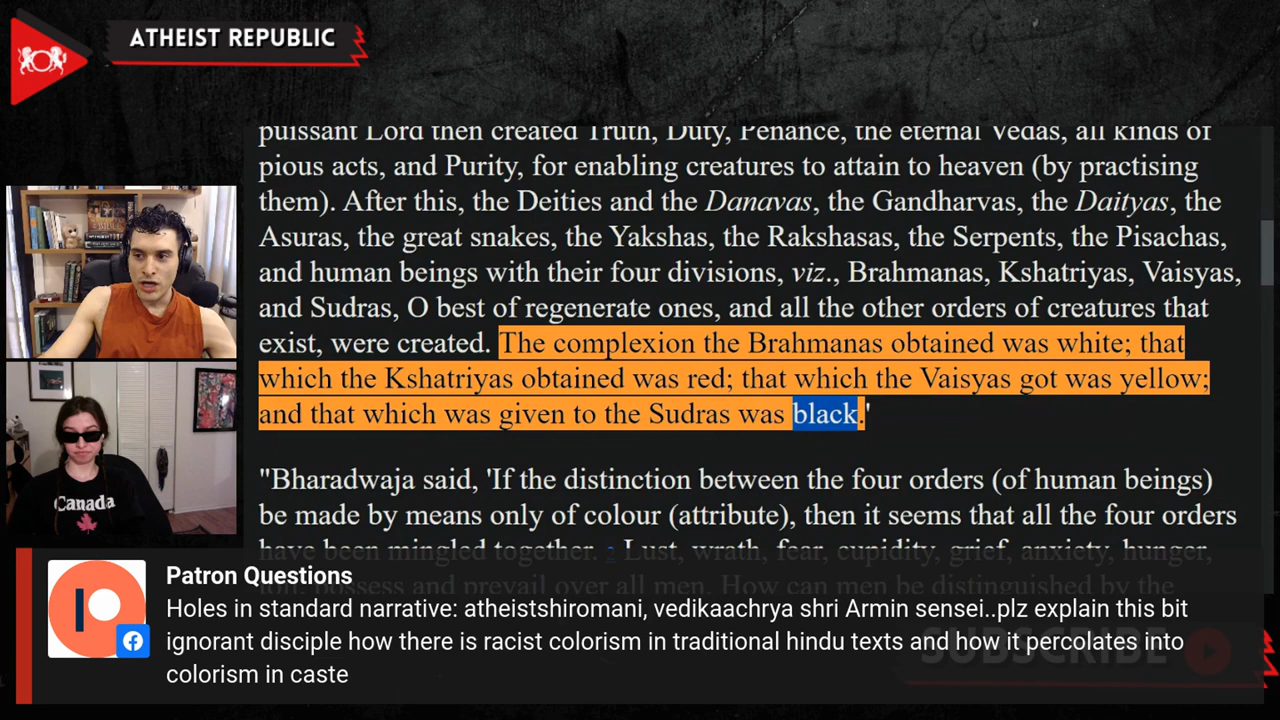 ATHEIST REPUBLIC
puissant Lord then created Truth, Duty, Penance, the eternal Vedas, all kinds of
pious acts, and Purity, for enabling creatures to attain to heaven (by practising
them). After this, the Deities and the Danavas, the Gandharvas, the Daityas, the
Asuras, the great snakes, the Yakshas, the Rakshasas, the Serpents, the Pisachas,
and human beings with their four divisions, viz., Brahmanas, Kshatriyas, Vaisyas,
and Sudras, O best of regenerate ones, and all the other orders of creatures that
exist, were created. The complexion the Brahmanas obtained was white; that
which the Kshatriyas obtained was red; that which the Vaisyas got was yellow;
and that which was given to the Sudras was black.'
"Bharadwaja said, 'If the distinction between the four orders (of human beings)
be made by means only of colour (attribute), then it seems that all the four orders
have been mingled together. Lust, wrath, fear, cupidity, grief, anxiety, hunger,
possess and prevail over all men. How can men be distinguished by the
Canada
Patron Questions
Holes in standard narrative: atheistshiromani, vedikaachrya shri Armin sensei..plz explain this bit
ignorant disciple how there is racist colorism in traditional hindu texts and how it percolates into
colorism in caste
SUBSCRIBE